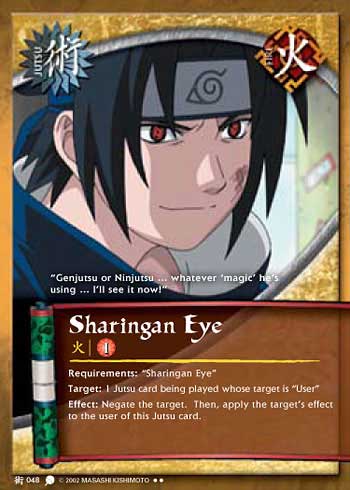 JUTSU 術
FIRE 火
"Genjutsu or Ninjutsu ... whatever 'magic' he's
using ... I'll see it now!"
Sharingan Eye
火 1
Requirements: "Sharingan Eye"
Target: 1 Jutsu card being played whose target is "User"
Effect: Negate the target. Then, apply the target's effect
to the user of this Jutsu card.
術 048 © 2002 MASASHI KISHIMOTO ●●